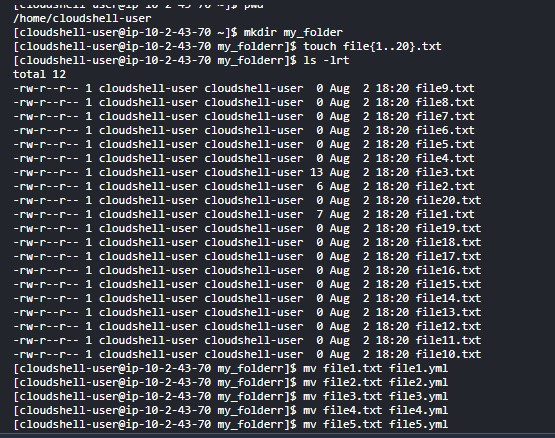 [cloudshell-user@ip-10-2-43-70 ~]$ pwd
/home/cloudshell-user
[cloudshell-user@ip-10-2-43-70 ~]$ mkdir my_folder
[cloudshell-user@ip-10-2-43-70 my_folderr]$ touch file{1..20}.txt
[cloudshell-user@ip-10-2-43-70 my_folderr]$ ls -lrt
total 12
-rw-r--r-- 1 cloudshell-user cloudshell-user  0 Aug  2 18:20 file9.txt
-rw-r--r-- 1 cloudshell-user cloudshell-user  0 Aug  2 18:20 file8.txt
-rw-r--r-- 1 cloudshell-user cloudshell-user  0 Aug  2 18:20 file7.txt
-rw-r--r-- 1 cloudshell-user cloudshell-user  0 Aug  2 18:20 file6.txt
-rw-r--r-- 1 cloudshell-user cloudshell-user  0 Aug  2 18:20 file5.txt
-rw-r--r-- 1 cloudshell-user cloudshell-user  0 Aug  2 18:20 file4.txt
-rw-r--r-- 1 cloudshell-user cloudshell-user 13 Aug  2 18:20 file3.txt
-rw-r--r-- 1 cloudshell-user cloudshell-user  6 Aug  2 18:20 file2.txt
-rw-r--r-- 1 cloudshell-user cloudshell-user  0 Aug  2 18:20 file20.txt
-rw-r--r-- 1 cloudshell-user cloudshell-user  7 Aug  2 18:20 file1.txt
-rw-r--r-- 1 cloudshell-user cloudshell-user  0 Aug  2 18:20 file19.txt
-rw-r--r-- 1 cloudshell-user cloudshell-user  0 Aug  2 18:20 file18.txt
-rw-r--r-- 1 cloudshell-user cloudshell-user  0 Aug  2 18:20 file17.txt
-rw-r--r-- 1 cloudshell-user cloudshell-user  0 Aug  2 18:20 file16.txt
-rw-r--r-- 1 cloudshell-user cloudshell-user  0 Aug  2 18:20 file15.txt
-rw-r--r-- 1 cloudshell-user cloudshell-user  0 Aug  2 18:20 file14.txt
-rw-r--r-- 1 cloudshell-user cloudshell-user  0 Aug  2 18:20 file13.txt
-rw-r--r-- 1 cloudshell-user cloudshell-user  0 Aug  2 18:20 file12.txt
-rw-r--r-- 1 cloudshell-user cloudshell-user  0 Aug  2 18:20 file11.txt
-rw-r--r-- 1 cloudshell-user cloudshell-user  0 Aug  2 18:20 file10.txt
[cloudshell-user@ip-10-2-43-70 my_folderr]$ mv file1.txt file1.yml
[cloudshell-user@ip-10-2-43-70 my_folderr]$ mv file2.txt file2.yml
[cloudshell-user@ip-10-2-43-70 my_folderr]$ mv file3.txt file3.yml
[cloudshell-user@ip-10-2-43-70 my_folderr]$ mv file4.txt file4.yml
[cloudshell-user@ip-10-2-43-70 my_folderr]$ mv file5.txt file5.yml